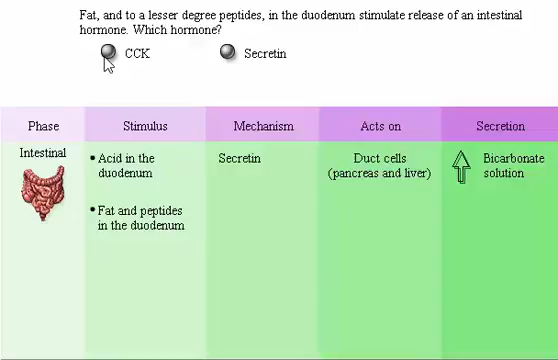 Fat, and to a lesser degree peptides, in the duodenum stimulate release of an intestinal
hormone. Which hormone?
CCK Secretin
Phase Stimulus Mechanism Acts on Secretion
Intestinal
• Acid in the
duodenum
Secretin
Duct cells
(pancreas and liver)
Bicarbonate
solution
• Fat and peptides
in the duodenum